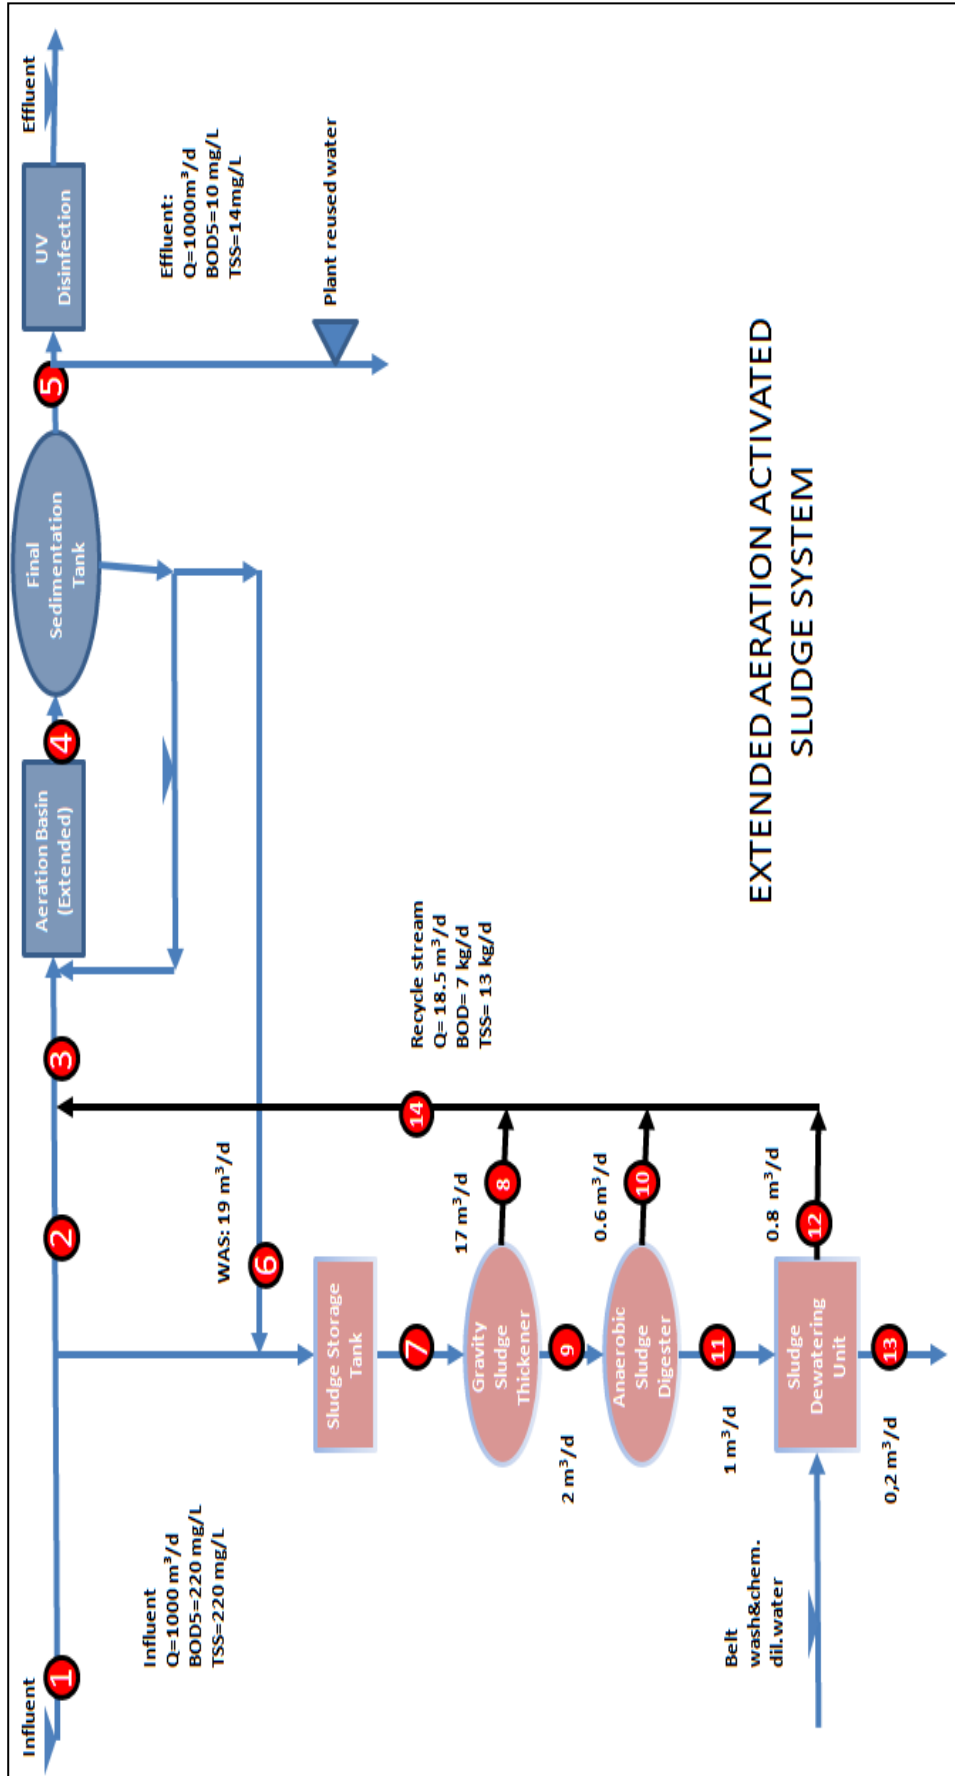 Influent
1
2
3
Aeration Basin
(Extended)
4
Final
Sedimentation
Tank
5
UV
Disinfection
Effluent
Influent
Q=1000 m³/d
BOD5=220 mg/L
TSS=220 mg/L
Effluent:
Q=1000m³/d
BOD5=10 mg/L
TSS=14mg/L
Plant reused water
WAS: 19 m³/d
6
Sludge Storage
Tank
7
Recycle stream
Q= 18.5 m³/d
BOD= 7 kg/d
TSS= 13 kg/d
14
Gravity
Sludge
Thickener
17 m³/d
8
2 m³/d
9
Anaerobic
Sludge
Digester
0.6 m³/d
10
1 m³/d
11
Belt
wash&chem.
dil.water
Sludge
Dewatering
Unit
0.8 m³/d
12
0,2 m³/d
13
EXTENDED AERATION ACTIVATED
SLUDGE SYSTEM